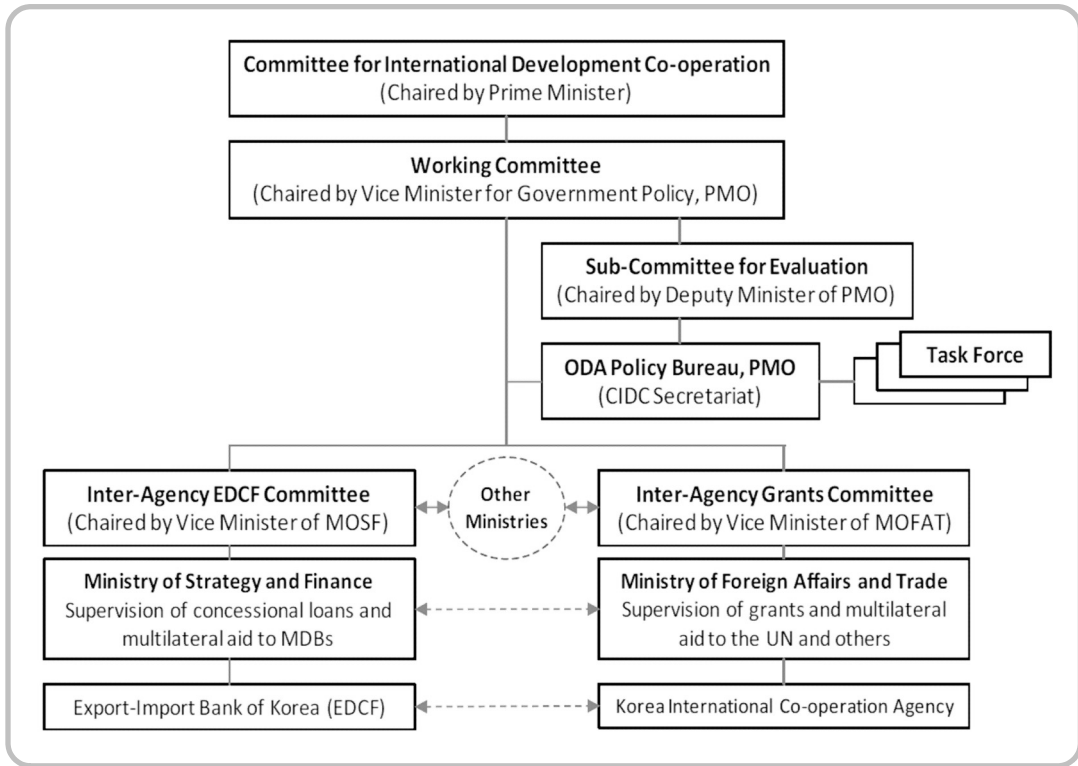 Committee for International Development Co-operation
(Chaired by Prime Minister)
Working Committee
(Chaired by Vice Minister for Government Policy, PMO)
Sub-Committee for Evaluation
(Chaired by Deputy Minister of PMO)
ODA Policy Bureau, PMO
(CIDC Secretariat)
Task Force
Inter-Agency EDCF Committee
(Chaired by Vice Minister of MOSF)
Other
Ministries
Inter-Agency Grants Committee
(Chaired by Vice Minister of MOFAT)
Ministry of Strategy and Finance
Supervision of concessional loans and
multilateral aid to MDBs
Ministry of Foreign Affairs and Trade
Supervision of grants and multilateral
aid to the UN and others
Export-Import Bank of Korea (EDCF)
Korea International Co-operation Agency